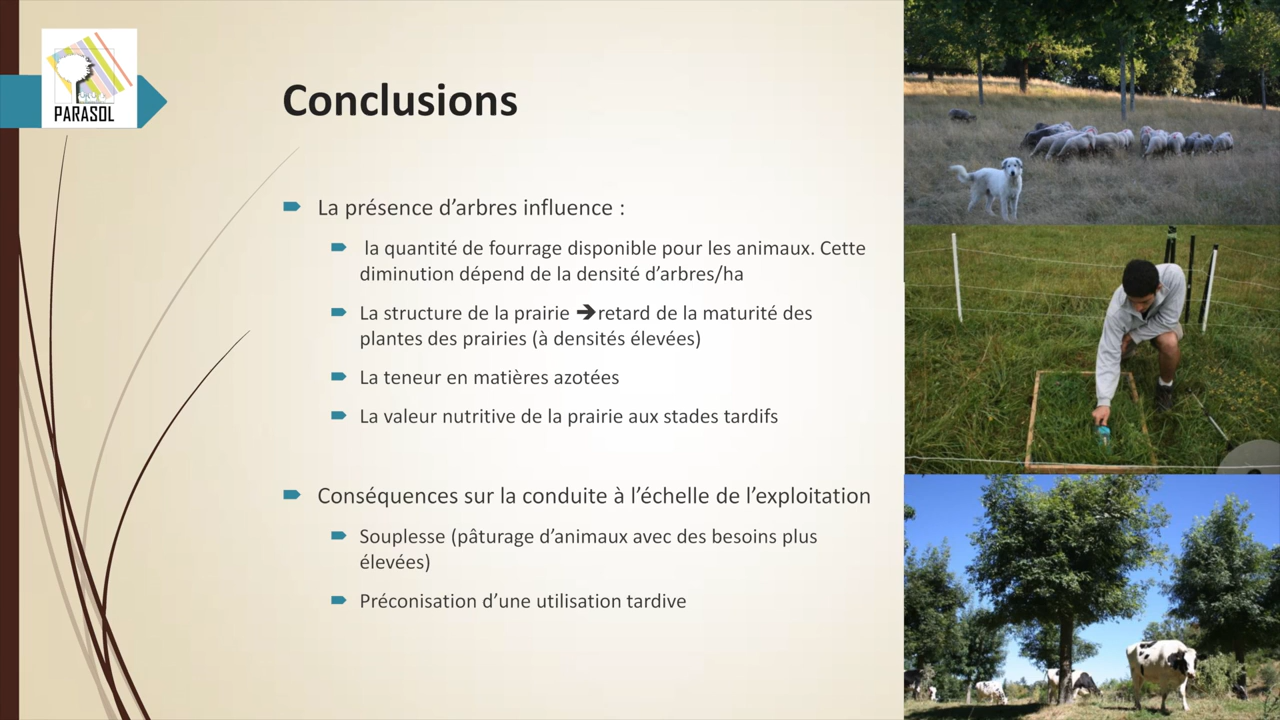 PARASOL
Conclusions
La présence d'arbres influence :
la quantité de fourrage disponible pour les animaux. Cette
diminution dépend de la densité d'arbres/ha
La structure de la prairie ➔retard de la maturité des
plantes des prairies (à densités élevées)
La teneur en matières azotées
La valeur nutritive de la prairie aux stades tardifs
Conséquences sur la conduite à l'échelle de l'exploitation
Souplesse (pâturage d'animaux avec des besoins plus
élevées)
Préconisation d'une utilisation tardive